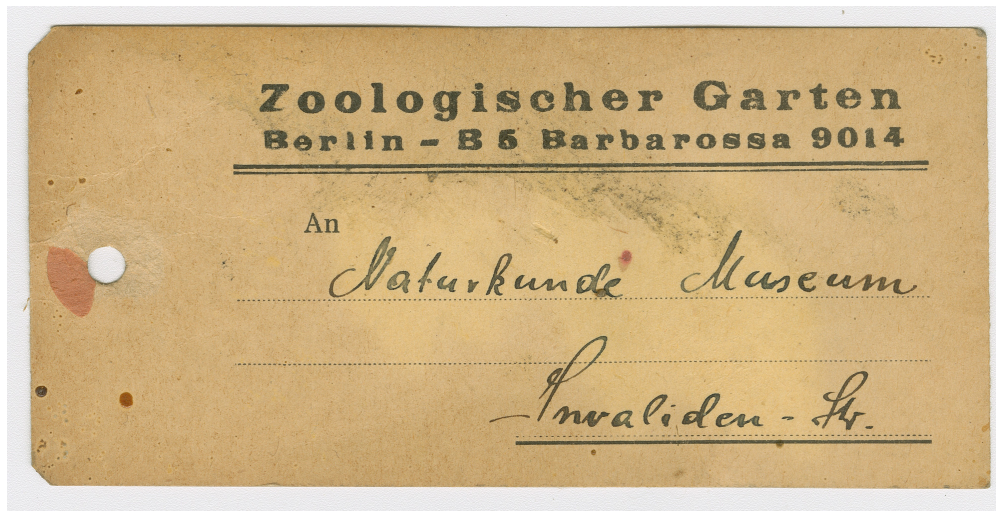 Zoologischer Garten
Berlin – B 5 Barbarossa 9014
An
Naturkunde Museum
Invaliden - Str.